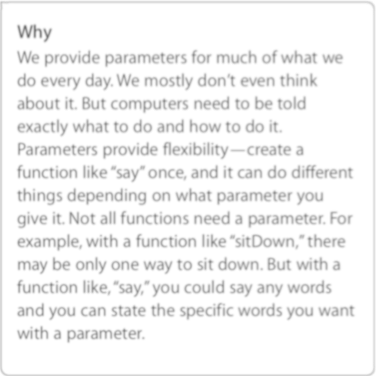 Why
We provide parameters for much of what we
do every day. We mostly don't even think
about it. But computers need to be told
exactly what to do and how to do it.
Parameters provide flexibility—create a
function like "say" once, and it can do different
things depending on what parameter you
give it. Not all functions need a parameter. For
example, with a function like "sitDown," there
may be only one way to sit down. But with a
function like, "say," you could say any words
and you can state the specific words you want
with a parameter.